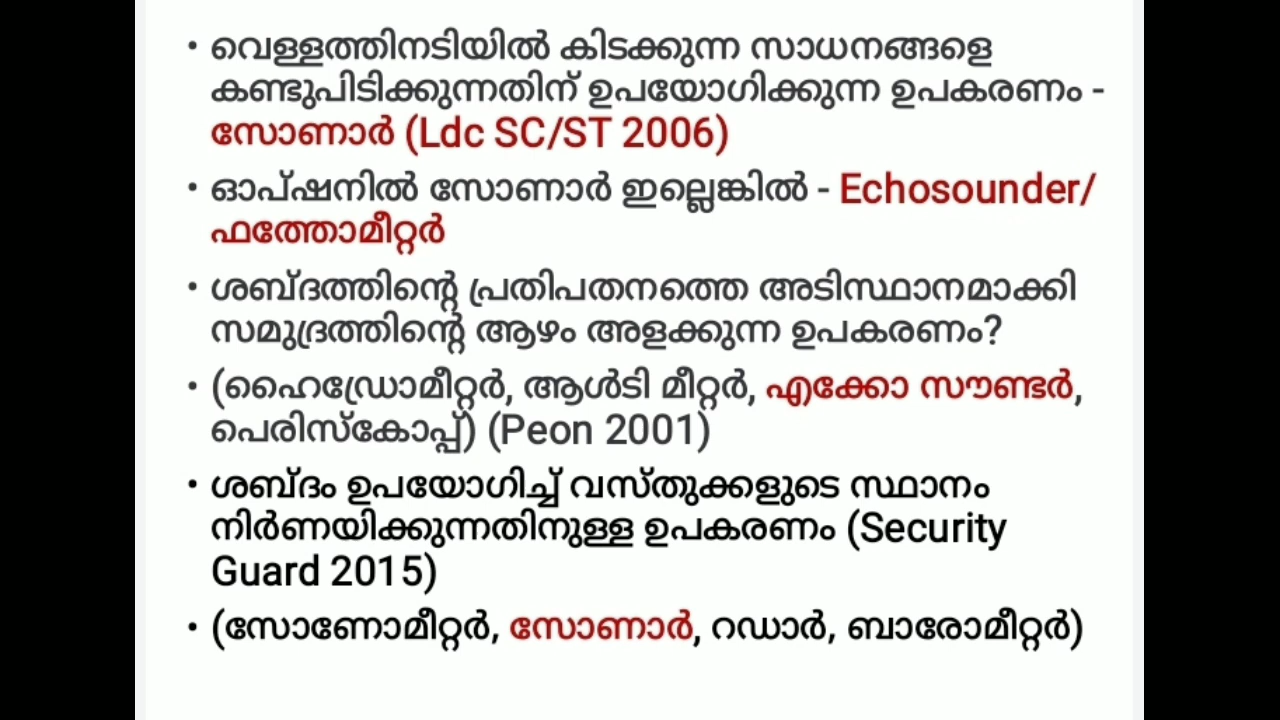 • വെള്ളത്തിനടിയിൽ കിടക്കുന്ന സാധനങ്ങളെ
കണ്ടുപിടിക്കുന്നതിന് ഉപയോഗിക്കുന്ന ഉപകരണം -
സോണാർ (Ldc SC/ST 2006)
• ഓപ്ഷനിൽ സോണാർ ഇല്ലെങ്കിൽ - Echosounder/
ഫത്തോമീറ്റർ
• ശബ്ദത്തിന്റെ പ്രതിപതനത്തെ അടിസ്ഥാനമാക്കി
സമുദ്രത്തിന്റെ ആഴം അളക്കുന്ന ഉപകരണം?
• (ഹൈഡ്രോമീറ്റർ, ആൾടി മീറ്റർ, എക്കോ സൗണ്ടർ,
പെരിസ്കോപ്പ്) (Peon 2001)
• ശബ്ദം ഉപയോഗിച്ച് വസ്തുക്കളുടെ സ്ഥാനം
നിർണയിക്കുന്നതിനുള്ള ഉപകരണം (Security
Guard 2015)
• (സോണോമീറ്റർ, സോണാർ, റഡാർ, ബാരോമീറ്റർ)